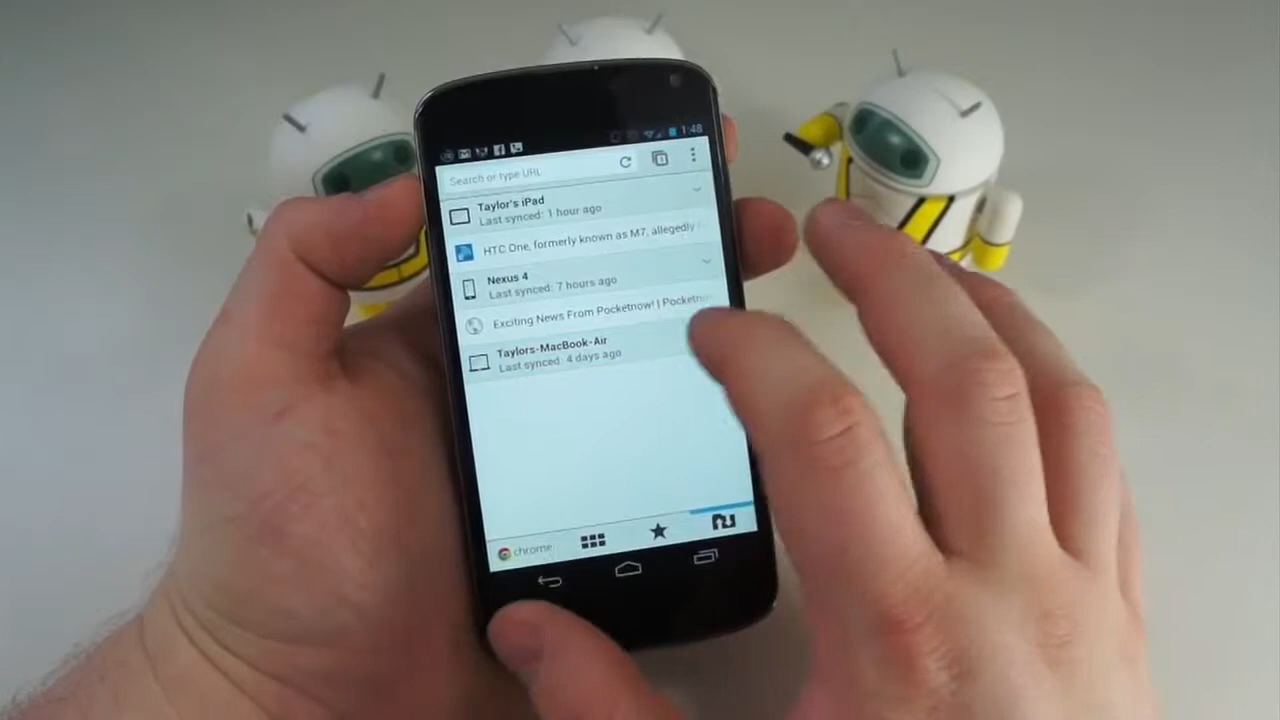 1:48
Search or type URL
Taylor's iPad
Last synced: 1 hour ago
HTC One, formerly known as M7, allegedly
Nexus 4
Last synced: 7 hours ago
Exciting News From Pocketnow! | Pocketno
Taylors-MacBook-Air
Last synced: 4 days ago
chrome